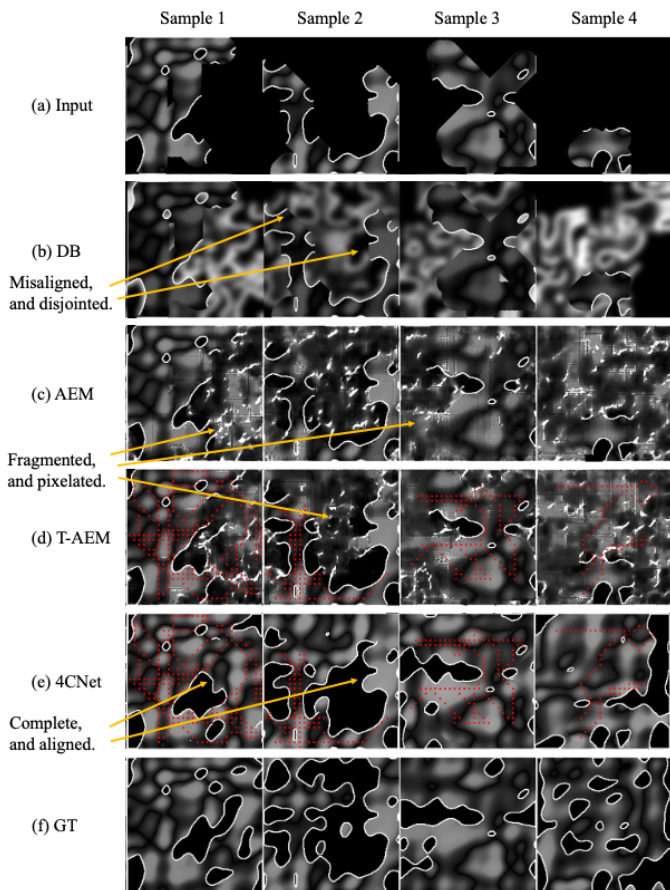 Sample 1 Sample 2 Sample 3 Sample 4
(a) Input
(b) DB
Misaligned,
and disjointed.
(c) AEM
Fragmented,
and pixelated.
(d) T-AEM
(e) 4CNet
Complete,
and aligned.
(f) GT